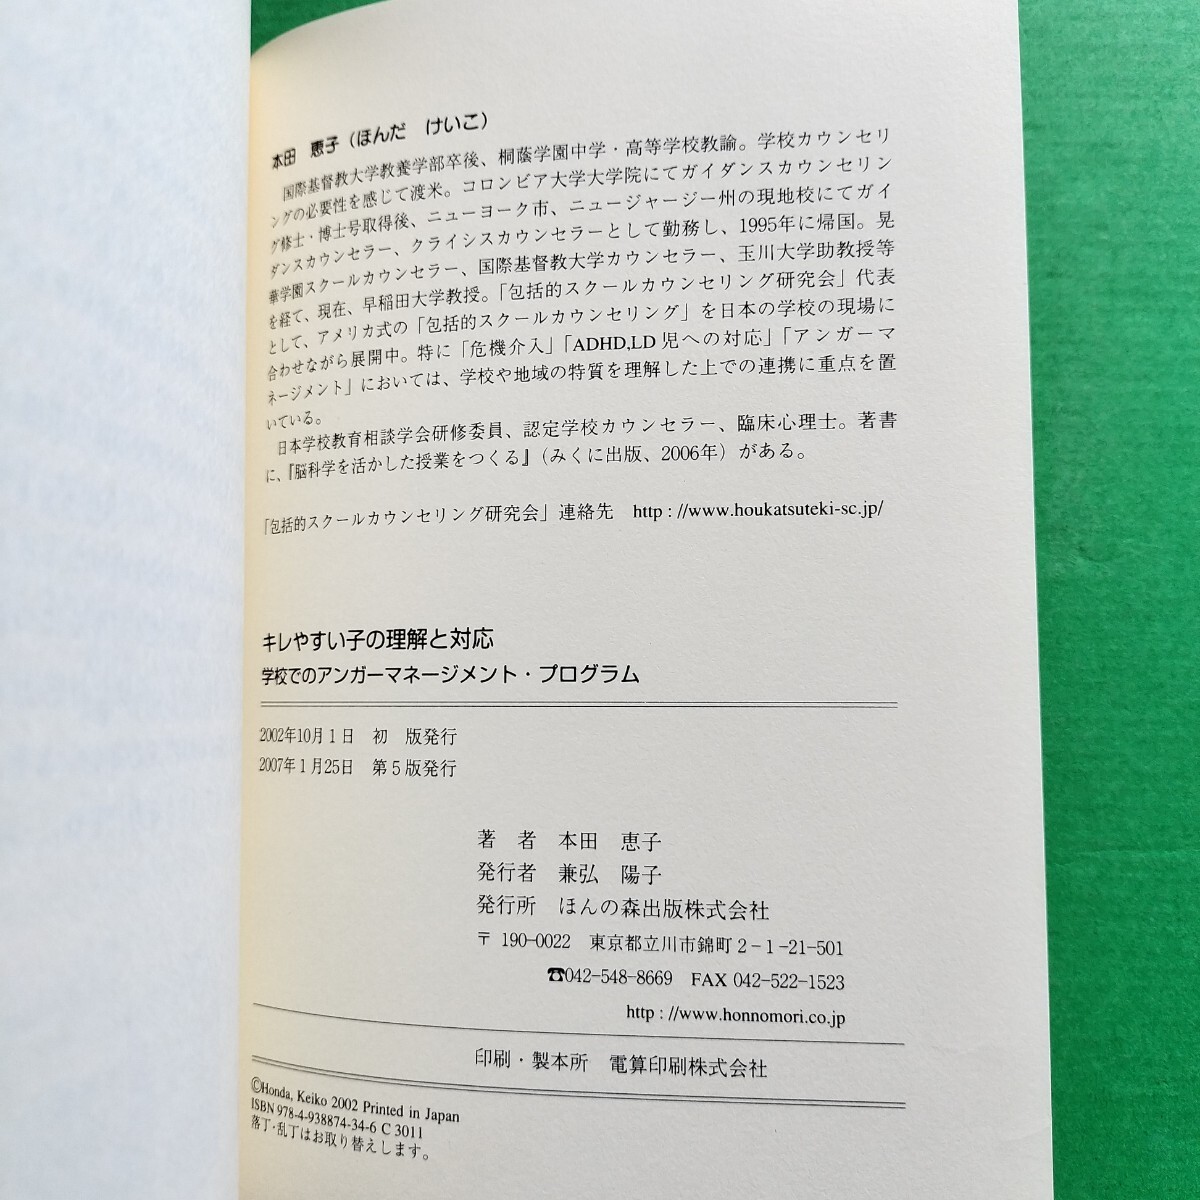 本田　恵子（ほんだ　けいこ）
国際基督教大学教養学部卒後、桐蔭学園中学・高等学校教諭。学校カウンセリ
ングの必要性を感じて渡米。コロンビア大学大学院にてガイダンスカウンセリン
グ修士・博士号取得後、ニューヨーク市、ニュージャージー州の現地校にてガイ
ダンスカウンセラー、クライシスカウンセラーとして勤務し、1995年に帰国。晃
華学園スクールカウンセラー、国際基督教大学カウンセラー、玉川大学助教授等
を経て、現在、早稲田大学教授。「包括的スクールカウンセリング研究会」代表
として、アメリカ式の「包括的スクールカウンセリング」を日本の学校の現場に
合わせながら展開中。特に「危機介入」「ADHD,LD 児への対応」「アンガーマ
ネージメント」においては、学校や地域の特質を理解した上での連携に重点を置
いている。
日本学校教育相談学会研修委員、認定学校カウンセラー、臨床心理士。著書
に、『脳科学を活かした授業をつくる』（みくに出版、2006年）がある。
「包括的スクールカウンセリング研究会」連絡先　http : //www.houkatsuteki-sc.jp/
キレやすい子の理解と対応
学校でのアンガーマネージメント・プログラム
2002年10月１日　初　版発行
2007年１月25日　第５版発行
著　者　本田　恵子
発行者　兼弘　陽子
発行所　ほんの森出版株式会社
〒 190-0022　東京都立川市錦町２-１-21-501
☎042-548-8669　FAX 042-522-1523
http : //www.honnomori.co.jp
印刷・製本所　電算印刷株式会社
©Honda, Keiko 2002 Printed in Japan
ISBN 978-4-938874-34-6 C 3011
落丁・乱丁はお取り替えします。